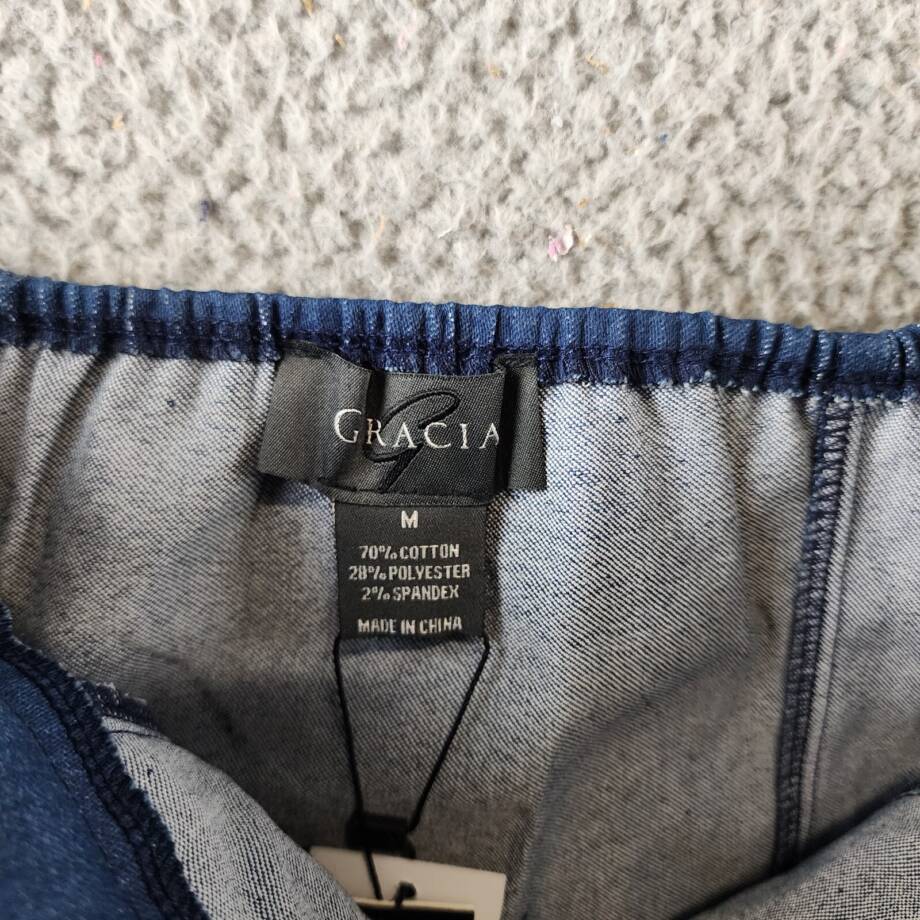 GRACIA
M
70% COTTON
28% POLYESTER
2% SPANDEX
MADE IN CHINA